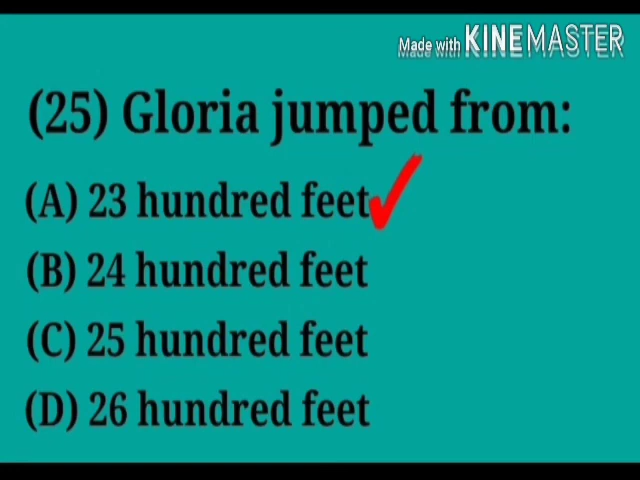 Made with KINEMASTER
(25) Gloria jumped from:
(A) 23 hundred feet
(B) 24 hundred feet
(C) 25 hundred feet
(D) 26 hundred feet